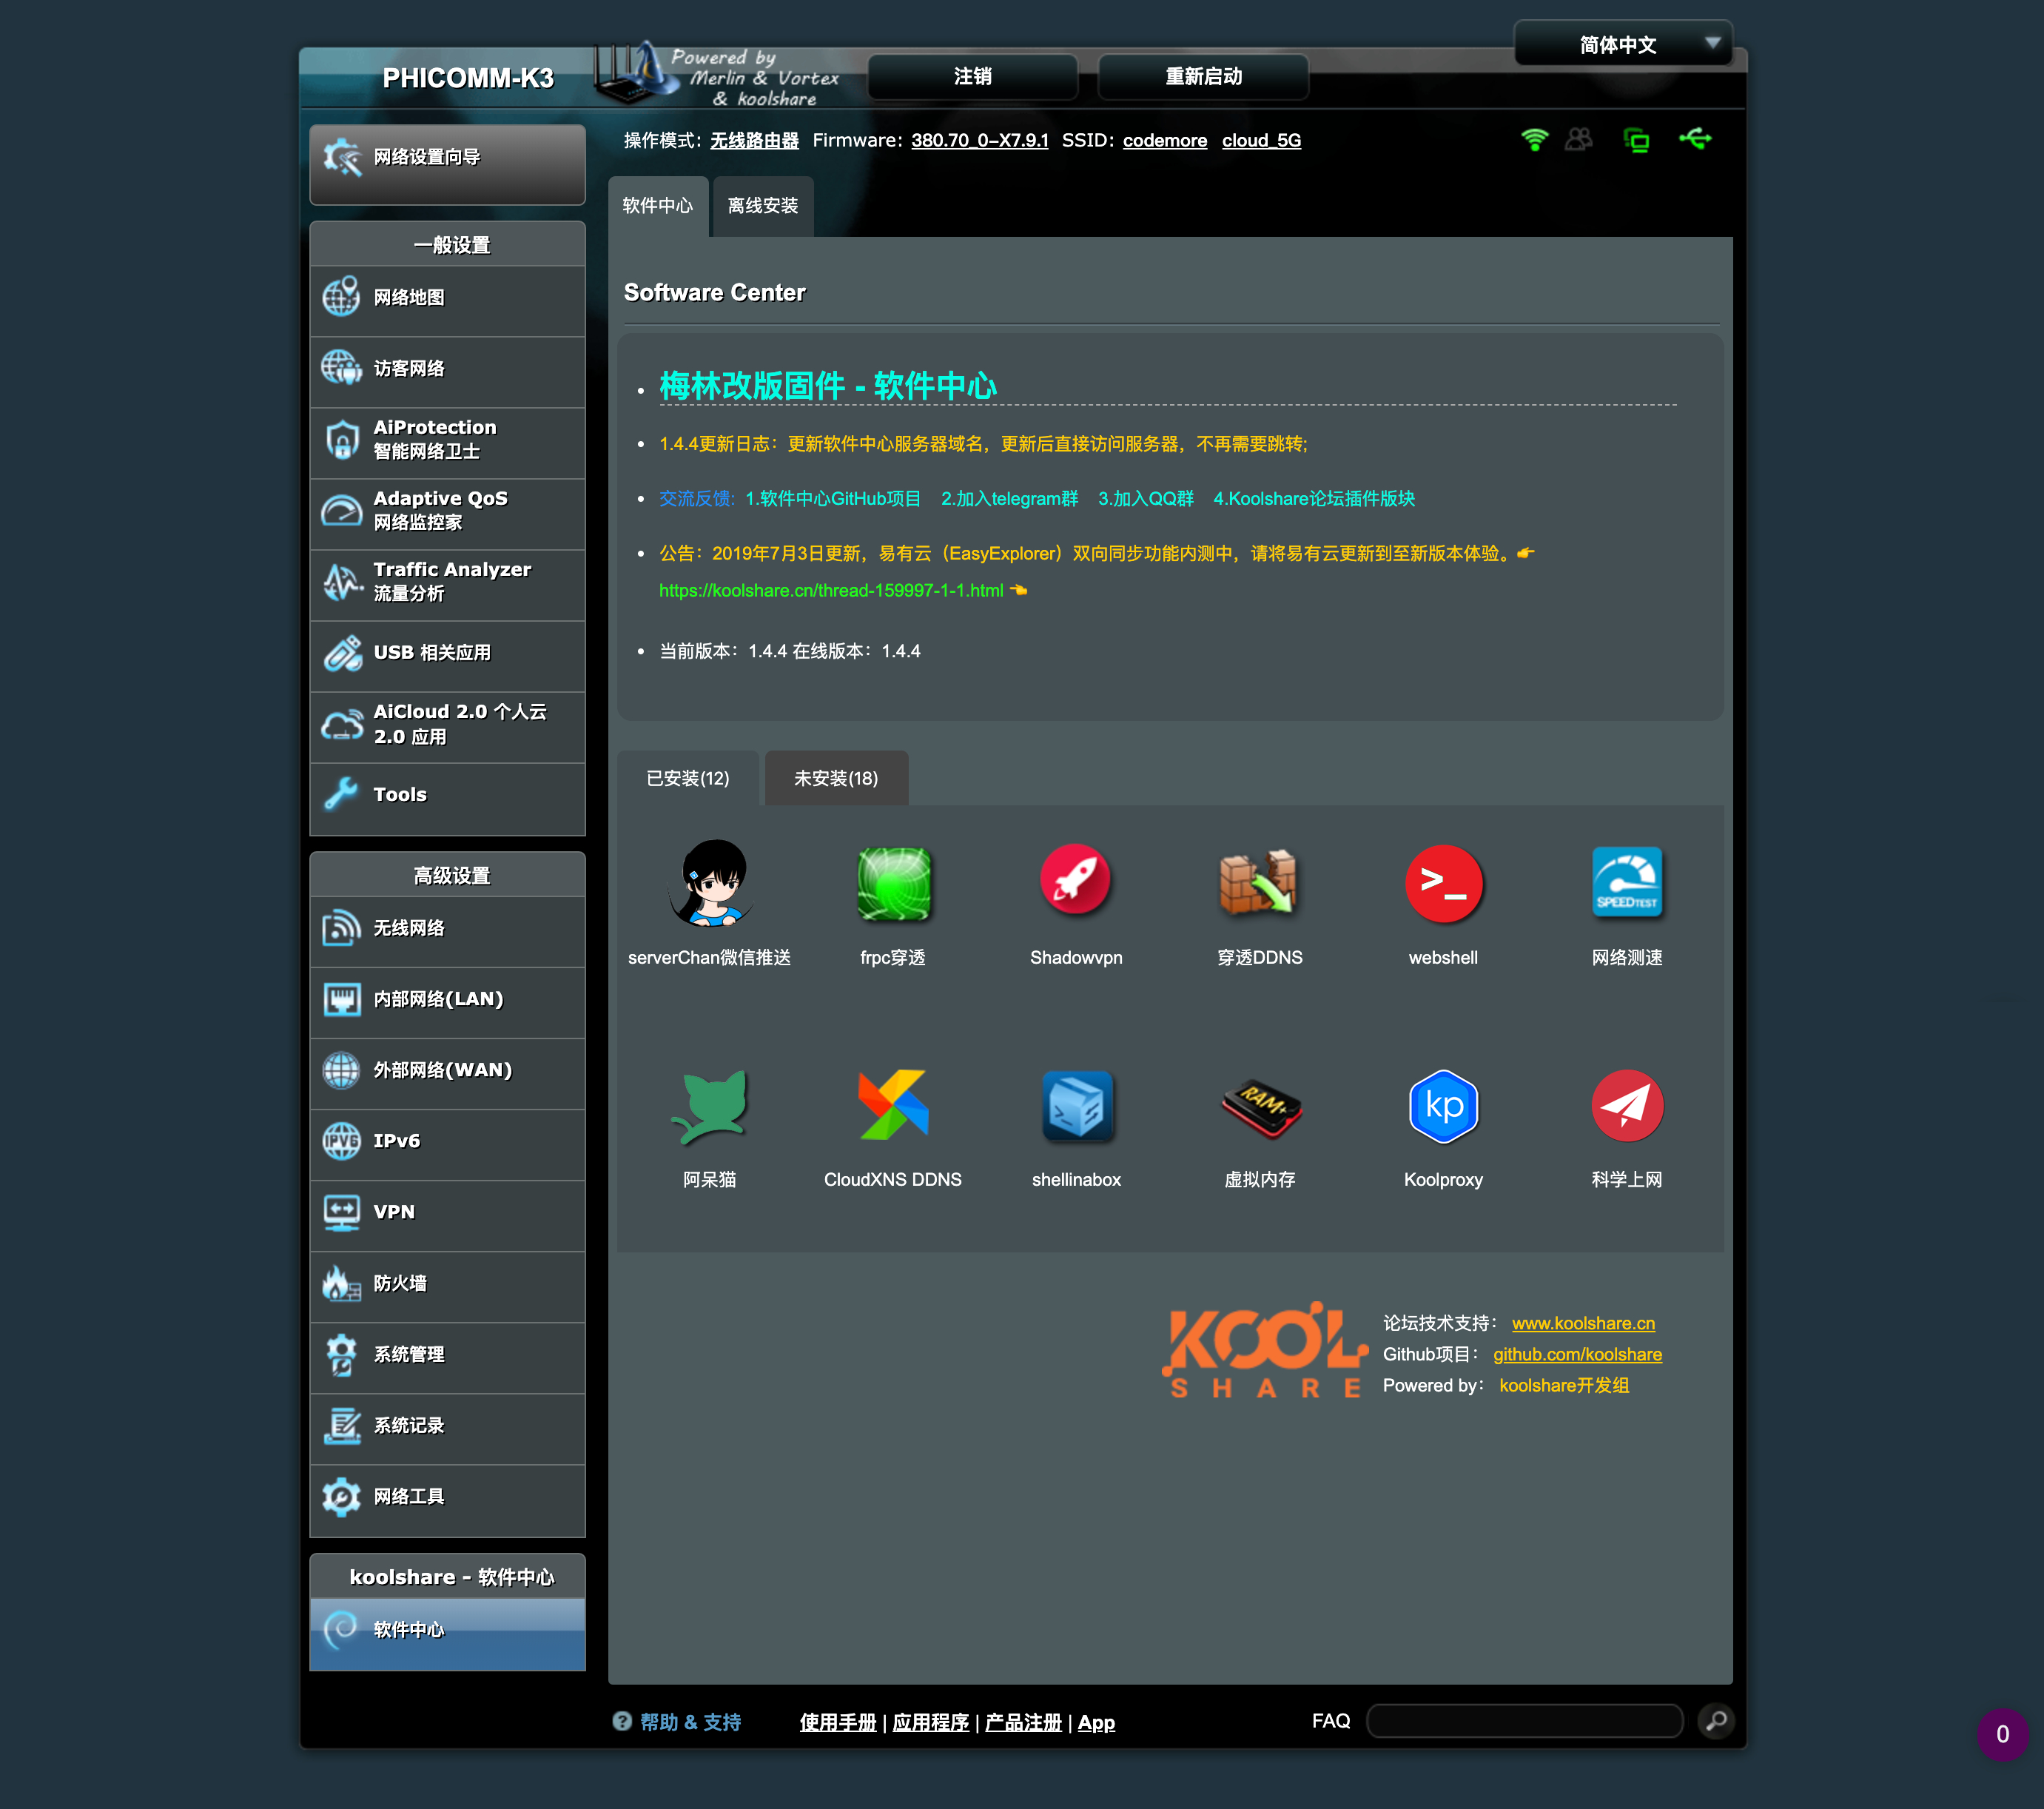 简体中文
PHICOMM-K3
Powered by
Merlin & Vortex
& koolshare
注销
重新启动
操作模式：无线路由器 Firmware：380.70_0-X7.9.1 SSID：codemore cloud_5G
网络设置向导
一般设置
网络地图
访客网络
AiProtection
智能网络卫士
Adaptive QoS
网络监控家
Traffic Analyzer
流量分析
USB 相关应用
AiCloud 2.0 个人云
2.0 应用
Tools
高级设置
无线网络
内部网络(LAN)
外部网络(WAN)
IPV6
IPv6
VPN
防火墙
系统管理
系统记录
网络工具
koolshare - 软件中心
软件中心
软件中心 离线安装
Software Center
梅林改版固件 - 软件中心
1.4.4更新日志：更新软件中心服务器域名，更新后直接访问服务器，不再需要跳转;
交流反馈: 1.软件中心GitHub项目 2.加入telegram群 3.加入QQ群 4.Koolshare论坛插件版块
公告：2019年7月3日更新，易有云（EasyExplorer）双向同步功能内测中，请将易有云更新到至新版本体验。👉
https://koolshare.cn/thread-159997-1-1.html 👈
当前版本：1.4.4 在线版本：1.4.4
已安装(12) 未安装(18)
>_
SPEEDTEST
serverChan微信推送 frpc穿透 Shadowvpn 穿透DDNS webshell 网络测速
RAM+
kp
阿呆猫 CloudXNS DDNS shellinabox 虚拟内存 Koolproxy 科学上网
KOOL
SHARE
论坛技术支持： www.koolshare.cn
Github项目： github.com/koolshare
Powered by： koolshare开发组
帮助 & 支持 使用手册 | 应用程序 | 产品注册 | App FAQ
0